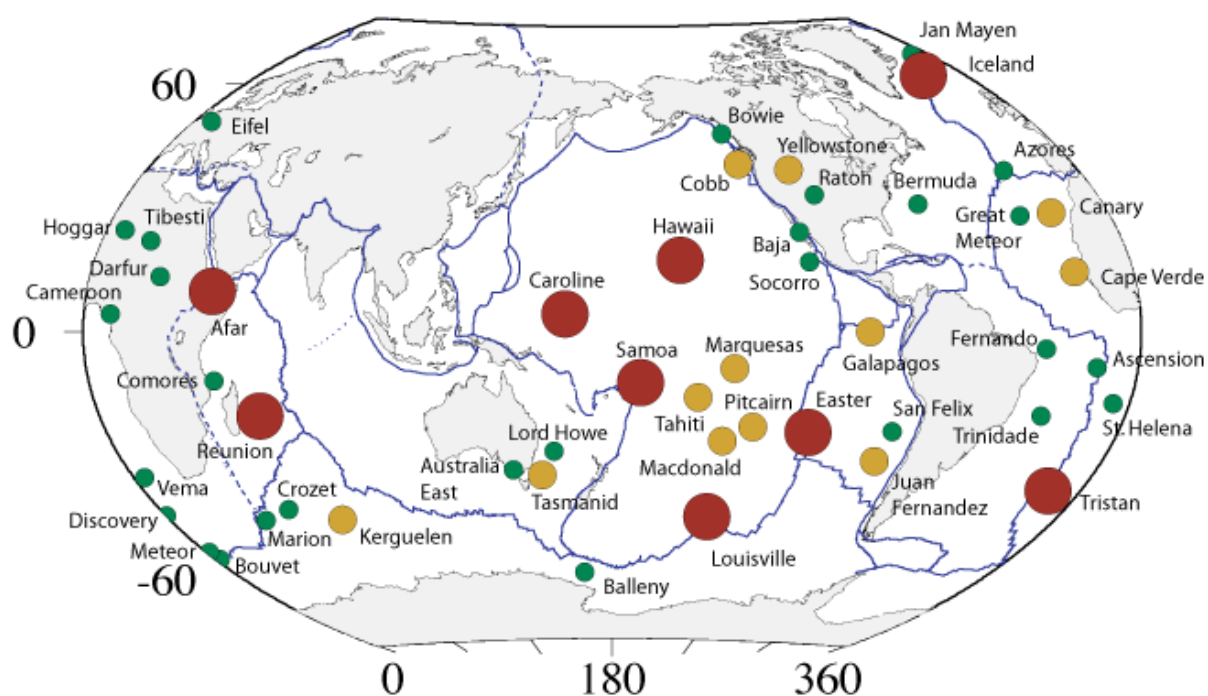 Jan Mayen
Iceland
60
Eifel
Bowie
Yellowstone
Azores
Cobb
Raton
Bermuda
Hoggar
Tibesti
Great
Meteor
Canary
Hawaii
Baja
Darfur
Socorro
Cape Verde
Cameroon
Caroline
0
Afar
Fernando
Samoa
Marquesas
Galapagos
Ascension
Comores
Pitcairn
Easter
San Felix
Tahiti
St. Helena
Lord Howe
Trinidade
Reunion
Australia
East
Macdonald
Juan
Fernandez
Vema
Crozet
Tasmanid
Tristan
Discovery
Marion
Kerguelen
Louisville
Meteor
Bouvet
-60
Balleny
0
180
360